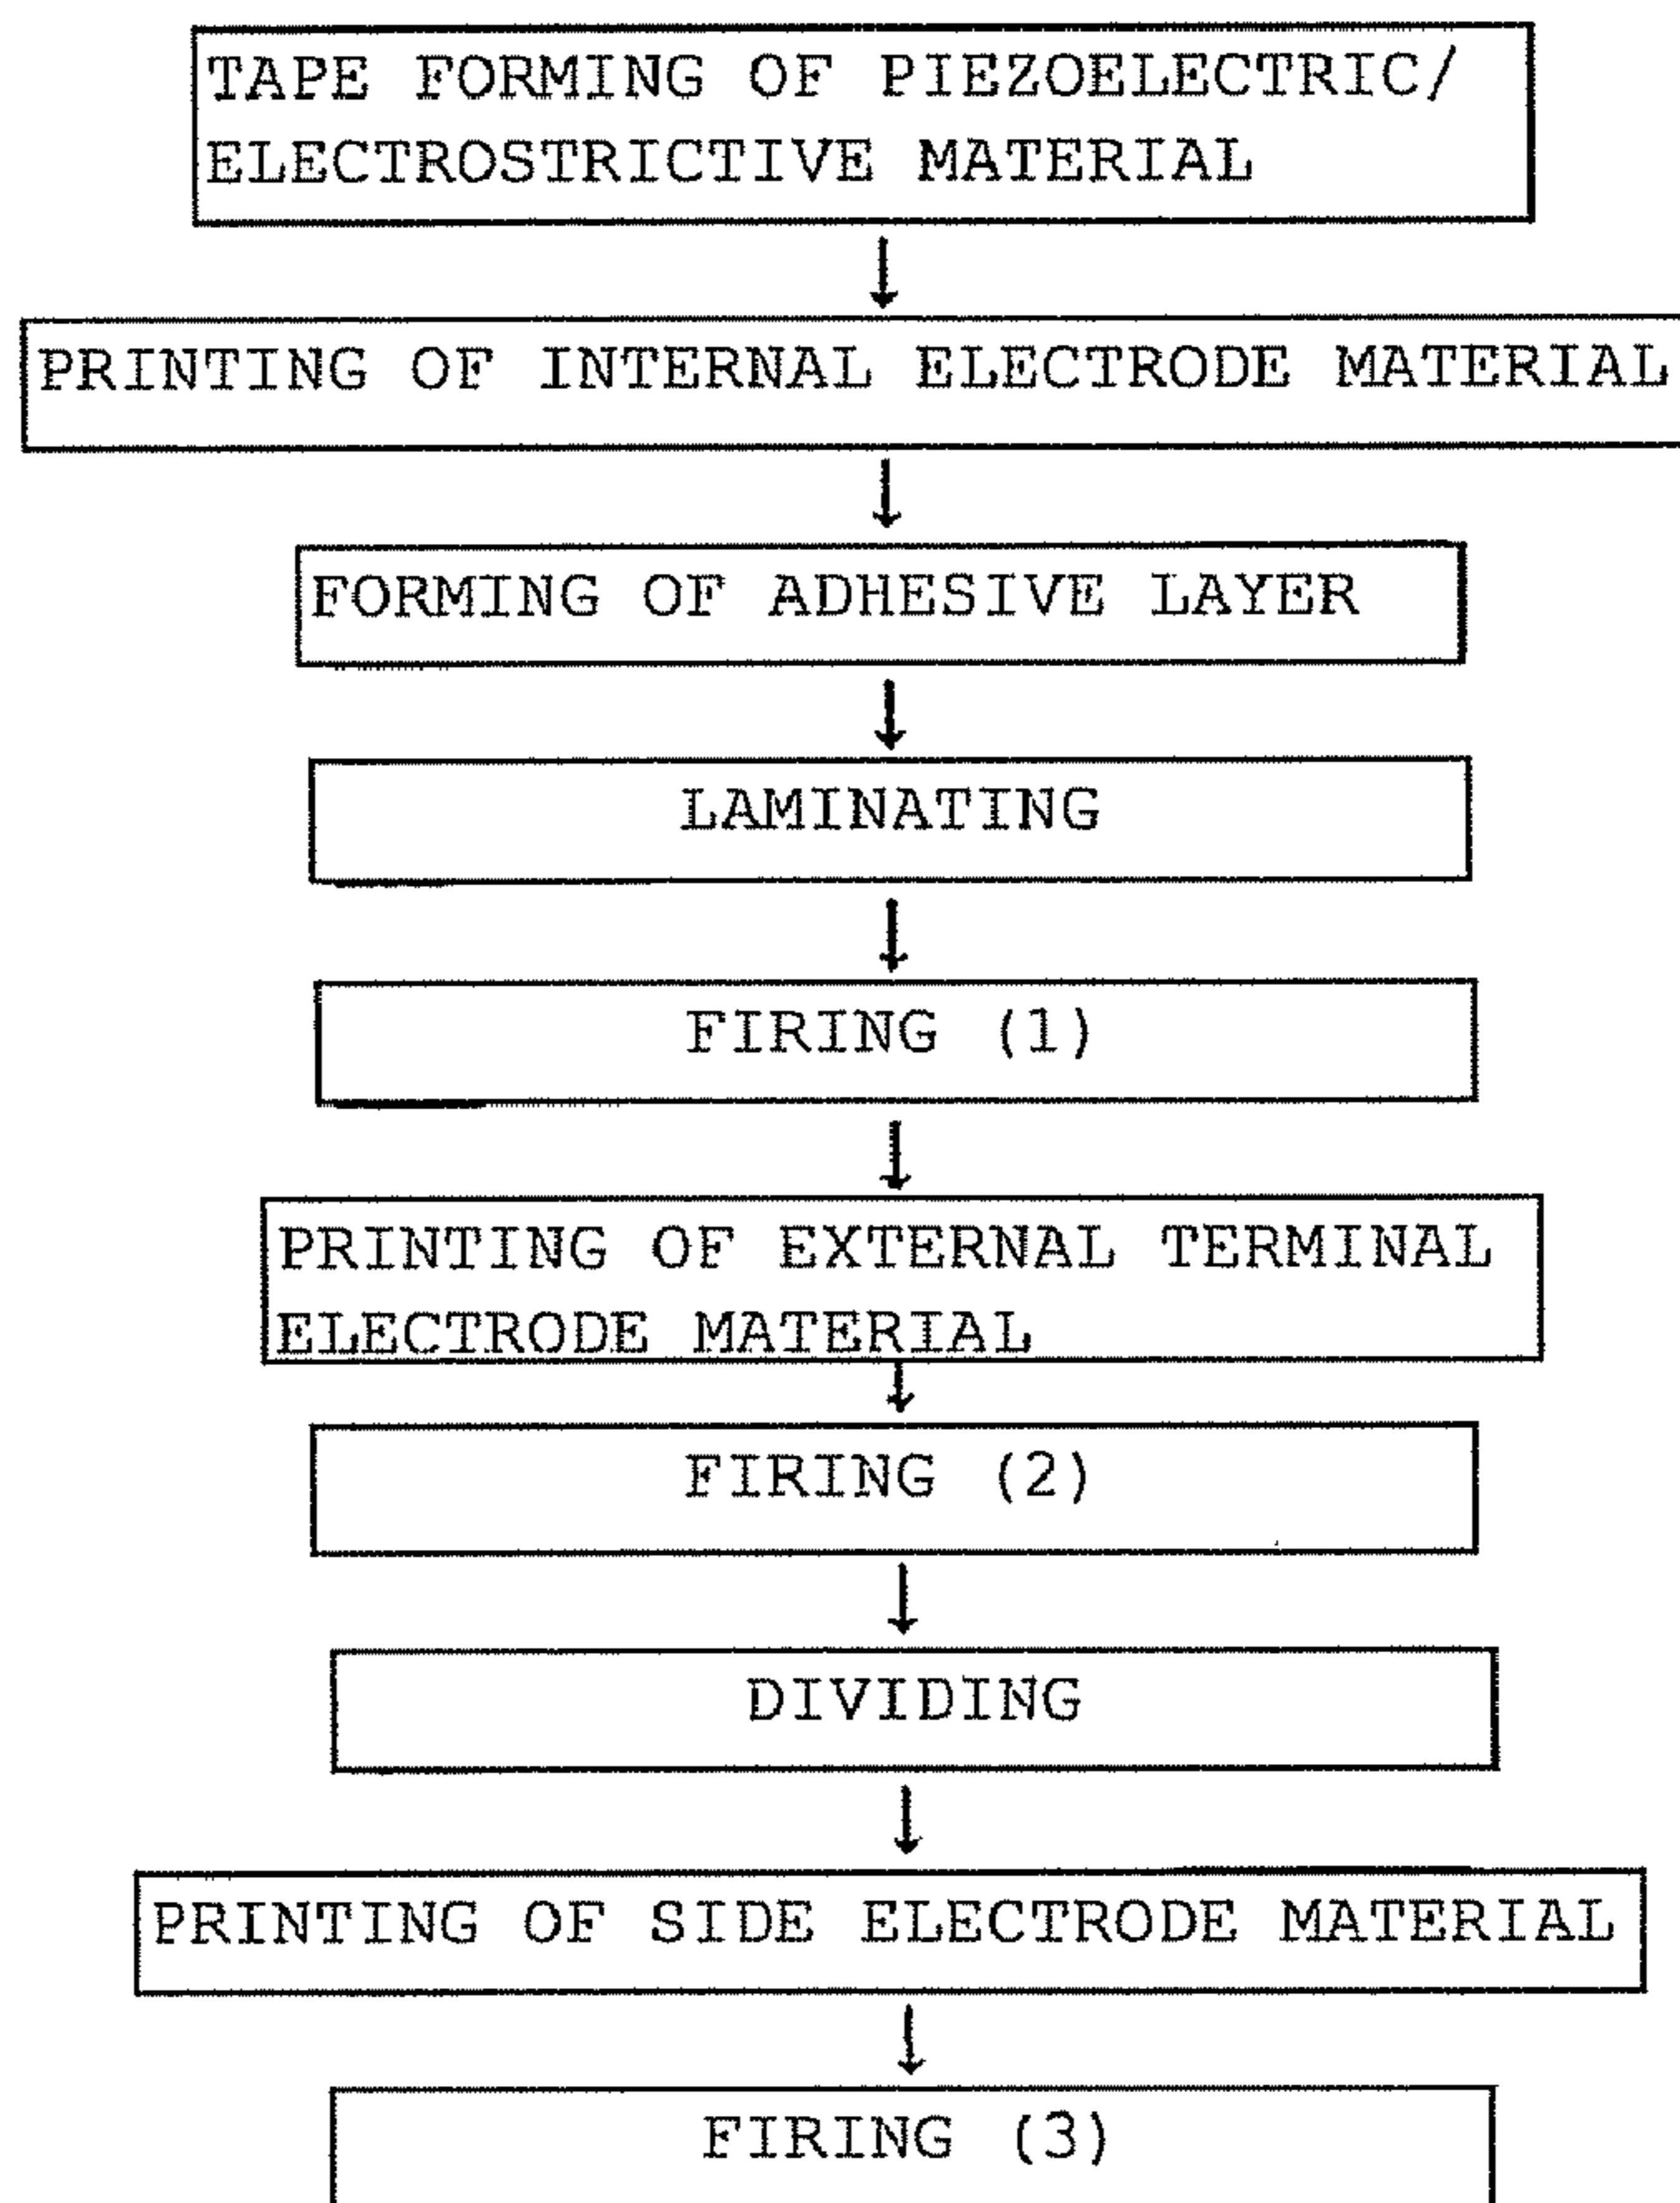 TAPE FORMING OF PIEZOELECTRIC/
ELECTROSTRICTIVE MATERIAL
PRINTING OF INTERNAL ELECTRODE MATERIAL
FORMING OF ADHESIVE LAYER
LAMINATING
FIRING (1)
PRINTING OF EXTERNAL TERMINAL
ELECTRODE MATERIAL
FIRING (2)
DIVIDING
PRINTING OF SIDE ELECTRODE MATERIAL
FIRING (3)